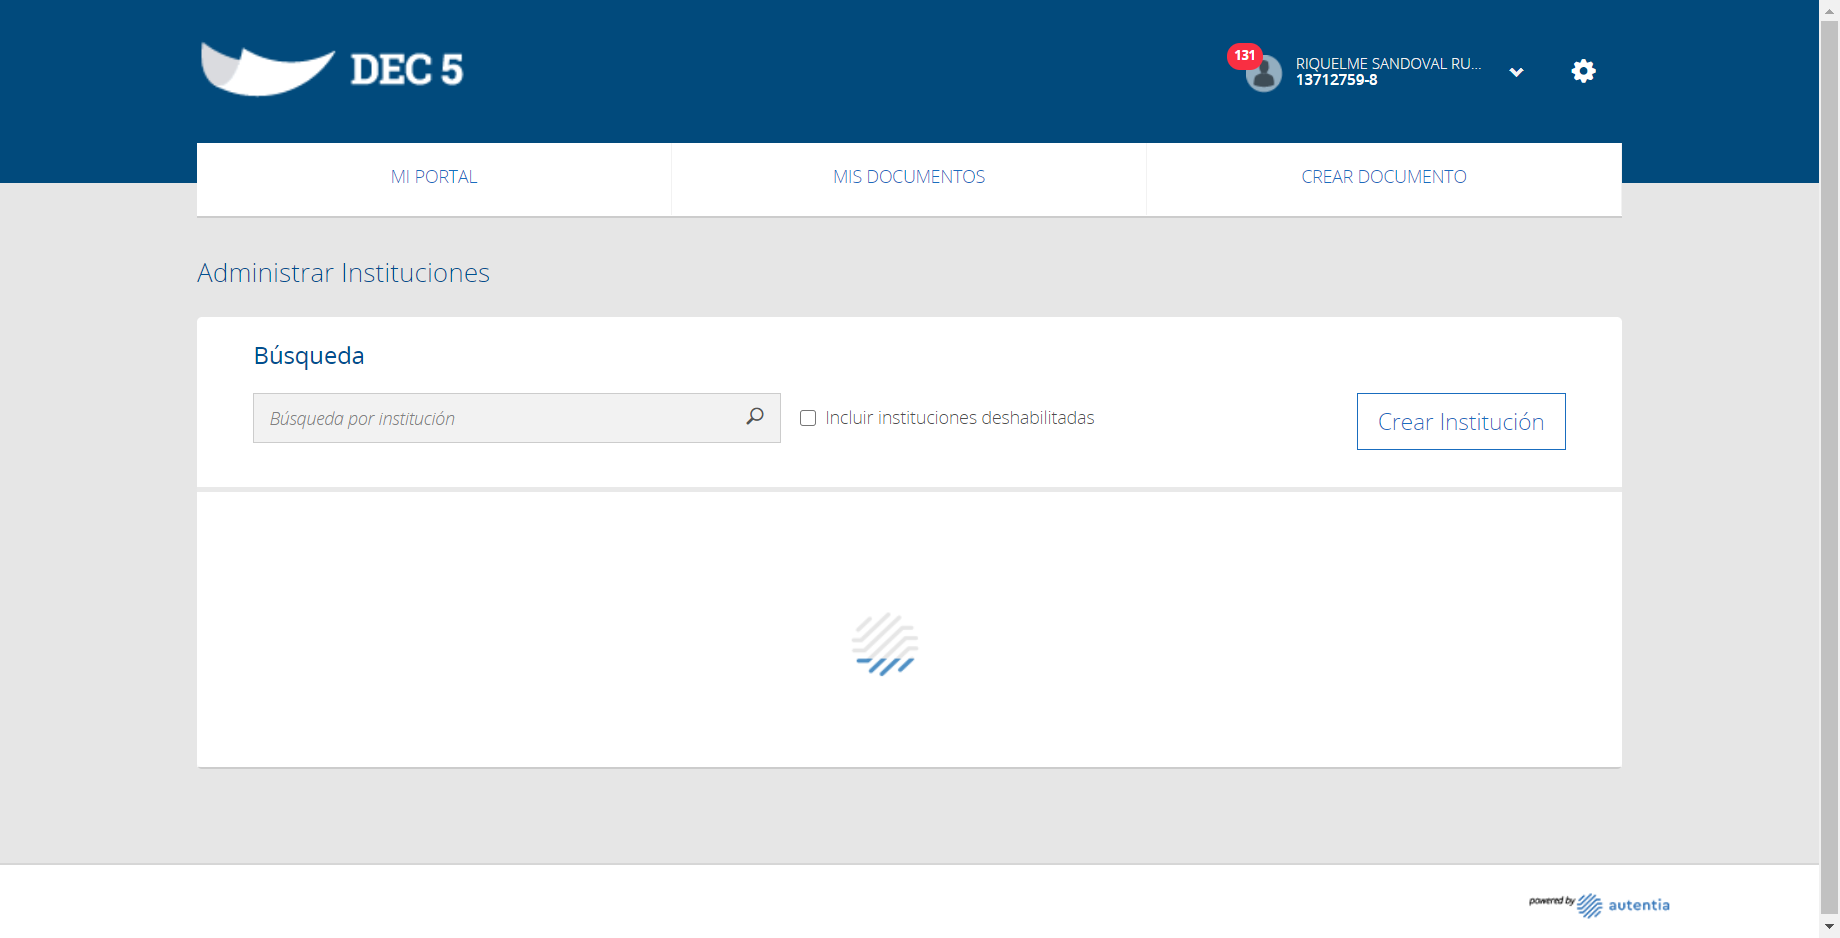 DEC 5
131
RIQUELME SANDOVAL RU...
13712759-8
MI PORTAL
MIS DOCUMENTOS
CREAR DOCUMENTO
Administrar Instituciones
Búsqueda
Búsqueda por institución
Incluir instituciones deshabilitadas
Crear Institución
powered by autentia